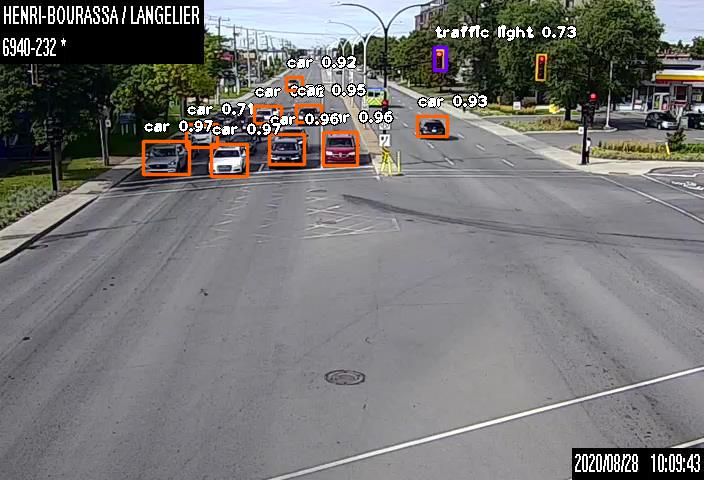 HENRI-BOURASSA / LANGELIER
6940-232 *
traffic light 0.73
car 0.92
car 0.95
car 0.93
car 0.71
car 0.97
car 0.97
car 0.96
0.96
2020/08/28 10:09:43